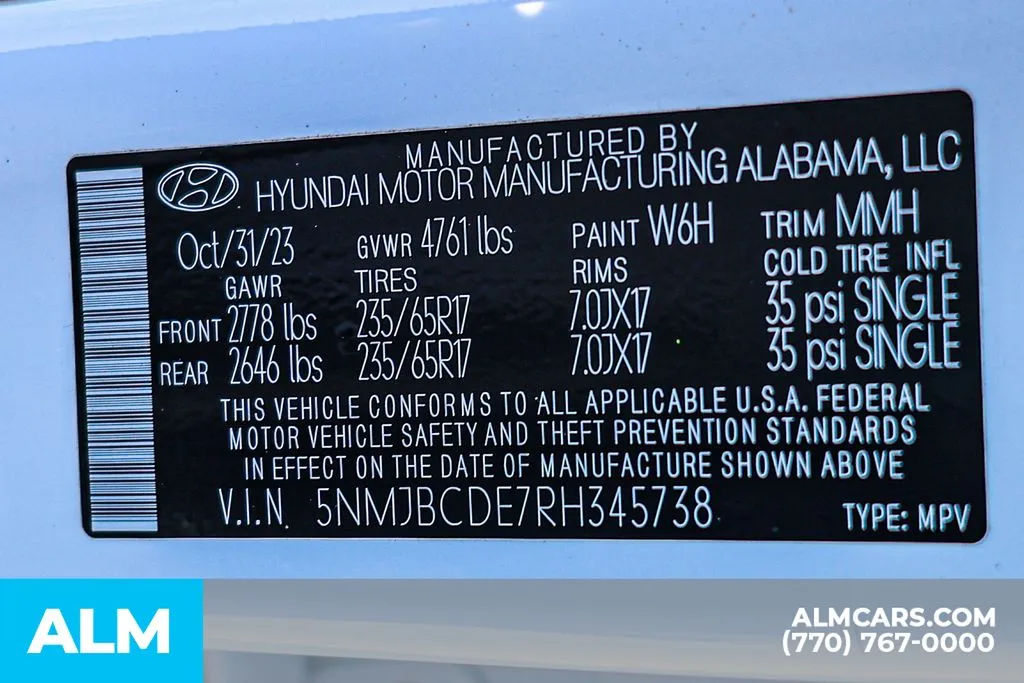 MANUFACTURED BY
HYUNDAI MOTOR MANUFACTURING ALABAMA, LLC
Oct/31/23 GVWR 4761 lbs PAINT W6H TRIM MMH
GAWR TIRES RIMS COLD TIRE INFL
FRONT 2778 lbs 235/65R17 7.0JX17 35 psi SINGLE
REAR 2646 lbs 235/65R17 7.0JX17 35 psi SINGLE
THIS VEHICLE CONFORMS TO ALL APPLICABLE U.S.A. FEDERAL
MOTOR VEHICLE SAFETY AND THEFT PREVENTION STANDARDS
IN EFFECT ON THE DATE OF MANUFACTURE SHOWN ABOVE
V.I.N. 5NMJBCDE7RH345738 TYPE: MPV
ALM
ALMCARS.COM
(770) 767-0000